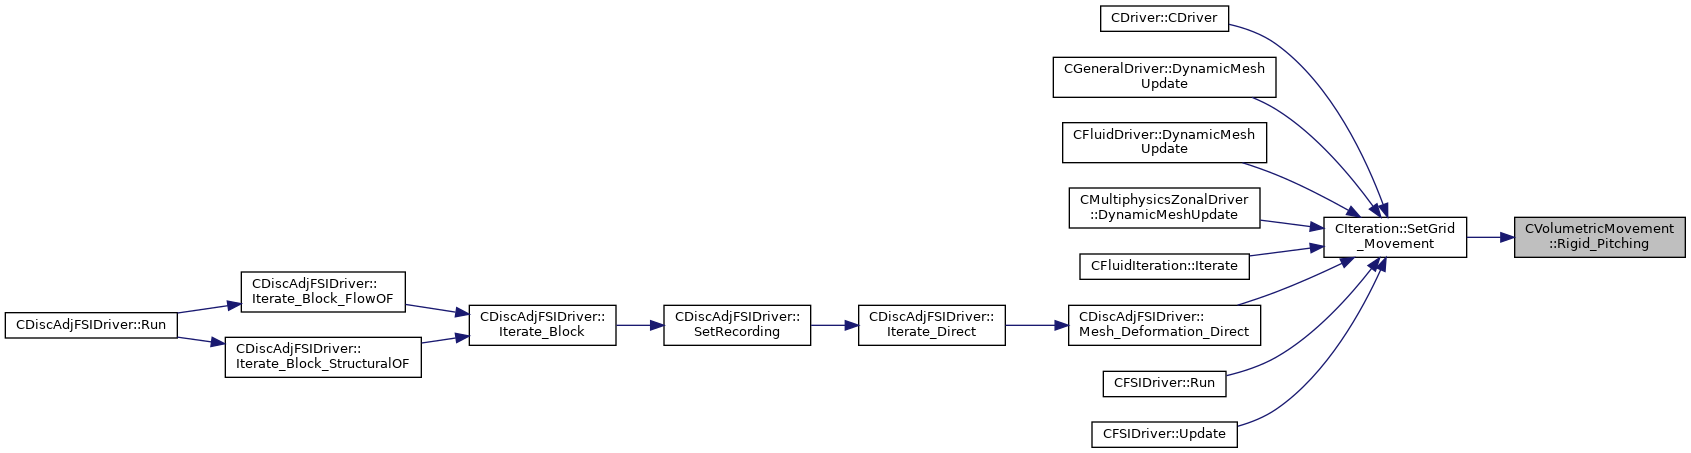 CDriver::CDriver
CGeneralDriver::DynamicMesh
Update
CFluidDriver::DynamicMesh
Update
CMultiphysicsZonalDriver
::DynamicMeshUpdate
CIteration::SetGrid
_Movement
CVolumetricMovement
::Rigid_Pitching
CFluidIteration::Iterate
CDiscAdjFSIDriver::
Iterate_Block_FlowOF
CDiscAdjFSIDriver::Run
CDiscAdjFSIDriver::
Iterate_Block
CDiscAdjFSIDriver::
SetRecording
CDiscAdjFSIDriver::
Iterate_Direct
CDiscAdjFSIDriver::
Mesh_Deformation_Direct
CDiscAdjFSIDriver::
Iterate_Block_StructuralOF
CFSIDriver::Run
CFSIDriver::Update